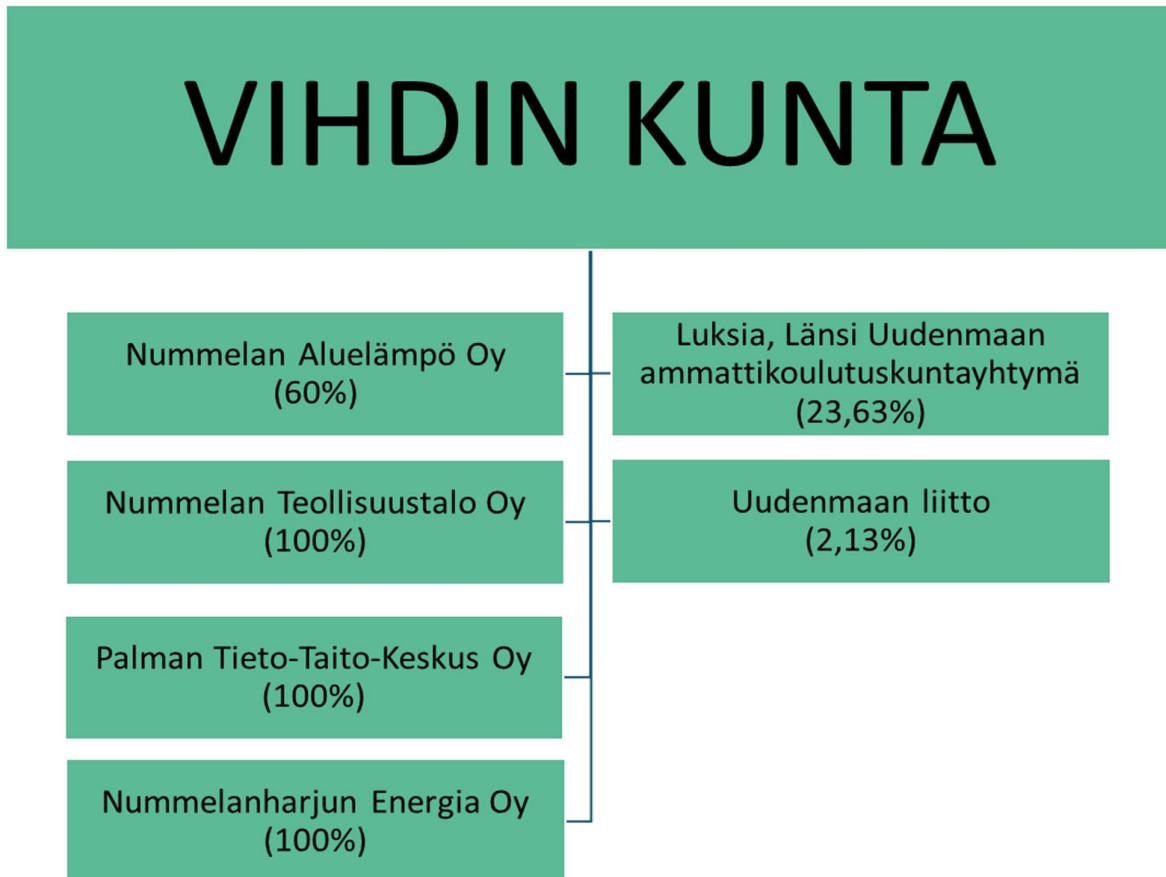 VIHDIN KUNTA
Nummelan Aluelämpö Oy
(60%)
Luksia, Länsi Uudenmaan
ammattikoulutuskuntayhtymä
(23,63%)
Nummelan Teollisuustalo Oy
(100%)
Uudenmaan liitto
(2,13%)
Palman Tieto-Taito-Keskus Oy
(100%)
Nummelanharjun Energia Oy
(100%)